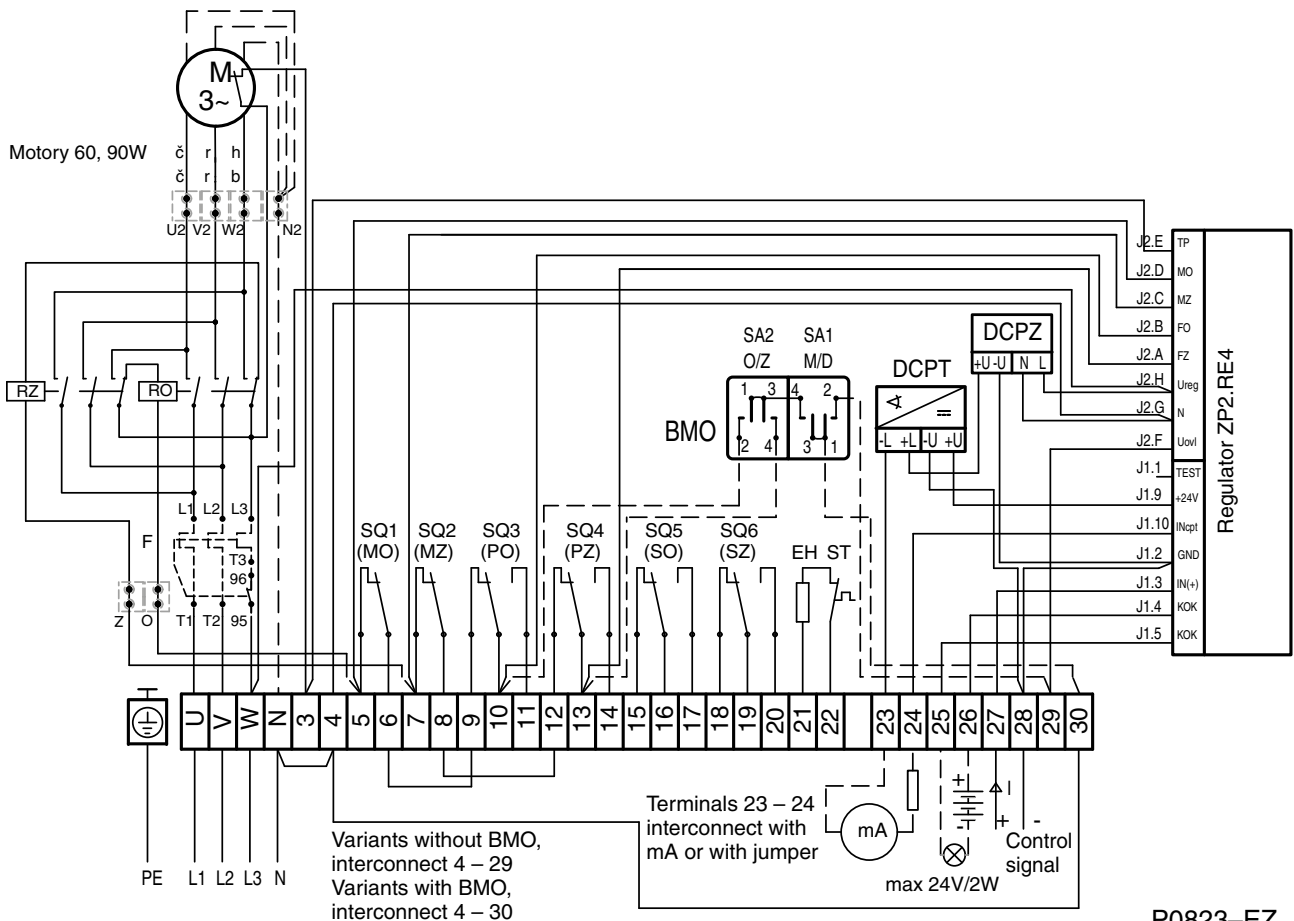 M
3~
Motory 60, 90W
č r h
č r b
U2 V2 W2 N2
RZ RO
L1 L2 L3
F
T3
96
Z O T1 T2 95
SQ1
(MO)
SQ2
(MZ)
SQ3
(PO)
SQ4
(PZ)
SQ5
(SO)
SQ6
(SZ)
EH ST
SA2 SA1
O/Z M/D
BMO
1 3 4 2
2 4 3 1
DCPT
-L +L -U +U
DCPZ
+U -U N L
J2.E TP
J2.D MO
J2.C MZ
J2.B FO
J2.A FZ
J2.H Ureg
J2.G N
J2.F Uovl
J1.1 TEST
J1.9 +24V
J1.10 INcpt
J1.2 GND
J1.3 IN(+)
J1.4 KOK
J1.5 KOK
Regulator ZP2.RE4
U V W N 3 4 5 6 7 8 9 10 11 12 13 14 15 16 17 18 19 20 21 22 23 24 25 26 27 28 29 30
PE L1 L2 L3 N
Variants without BMO,
interconnect 4 – 29
Variants with BMO,
interconnect 4 – 30
Terminals 23 – 24
interconnect with
mA or with jumper
mA
+
-
I
+
-
Control
signal
max 24V/2W